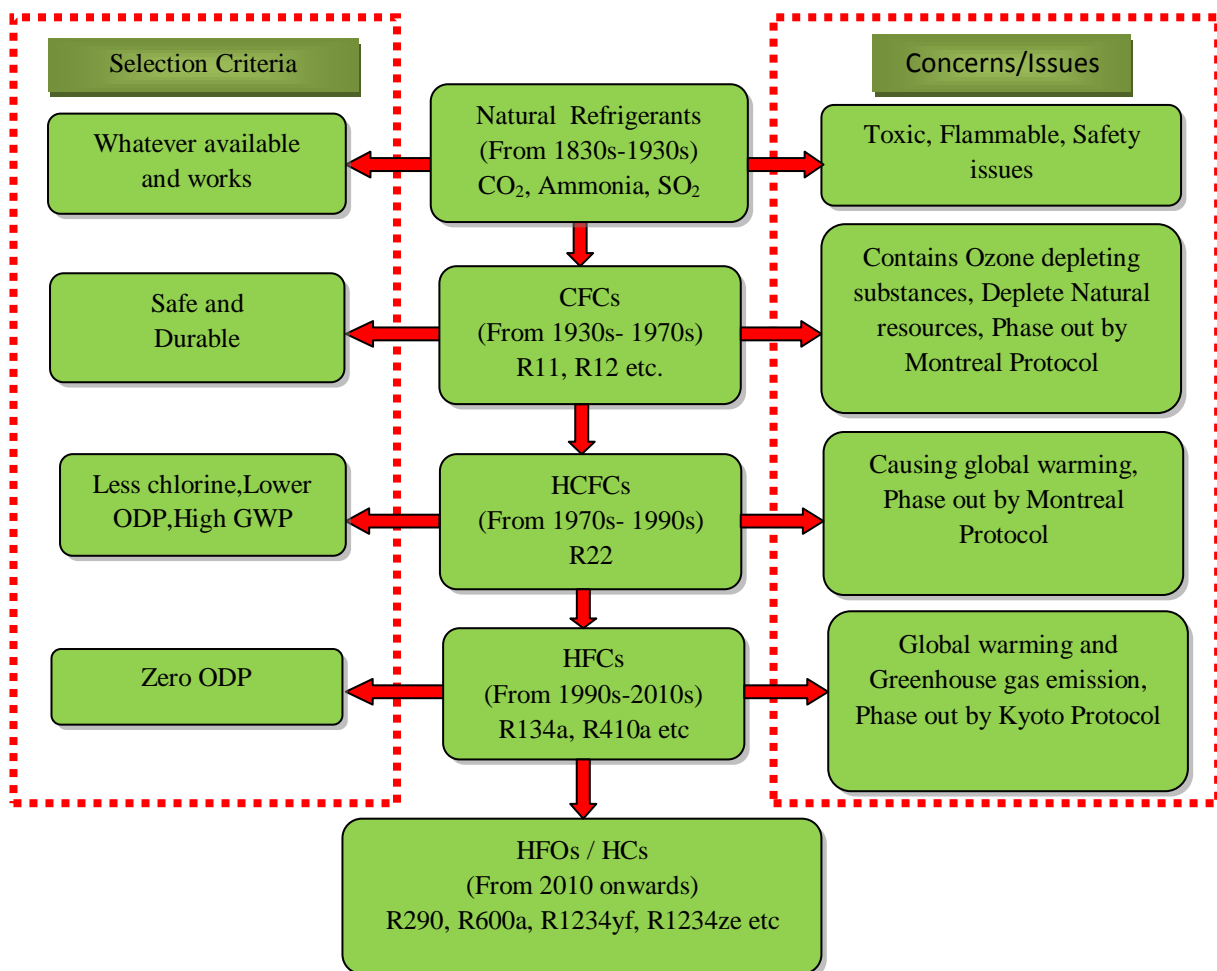 Selection Criteria
Concerns/Issues
Natural Refrigerants
(From 1830s-1930s)
CO₂, Ammonia, SO₂
Whatever available
and works
Toxic, Flammable, Safety
issues
CFCs
(From 1930s- 1970s)
R11, R12 etc.
Safe and
Durable
Contains Ozone depleting
substances, Deplete Natural
resources, Phase out by
Montreal Protocol
HCFCs
(From 1970s- 1990s)
R22
Less chlorine,Lower
ODP,High GWP
Causing global warming,
Phase out by Montreal
Protocol
HFCs
(From 1990s-2010s)
R134a, R410a etc
Zero ODP
Global warming and
Greenhouse gas emission,
Phase out by Kyoto Protocol
HFOs / HCs
(From 2010 onwards)
R290, R600a, R1234yf, R1234ze etc